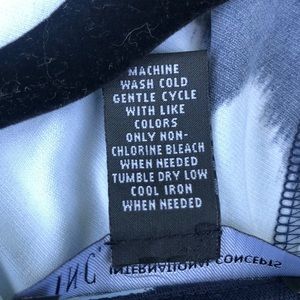 MACHINE
WASH COLD
GENTLE CYCLE
WITH LIKE
COLORS
ONLY NON-
CHLORINE BLEACH
WHEN NEEDED
TUMBLE DRY LOW
COOL IRON
WHEN NEEDED
INC
INTERNATIONAL CONCEPTS